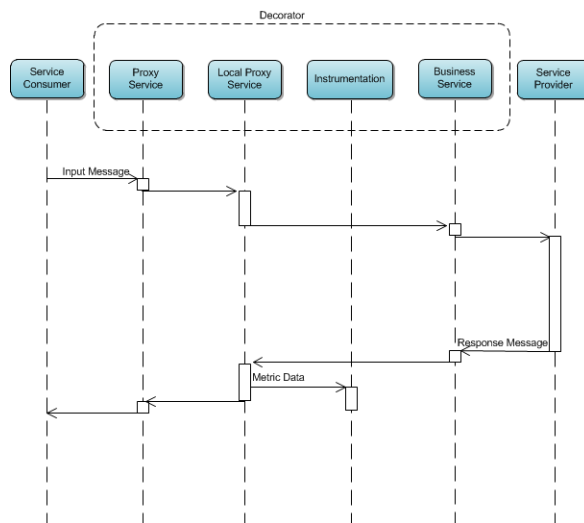 Decorator
Service
Consumer
Proxy
Service
Local Proxy
Service
Instrumentation
Business
Service
Service
Provider
Input Message
Response Message
Metric Data